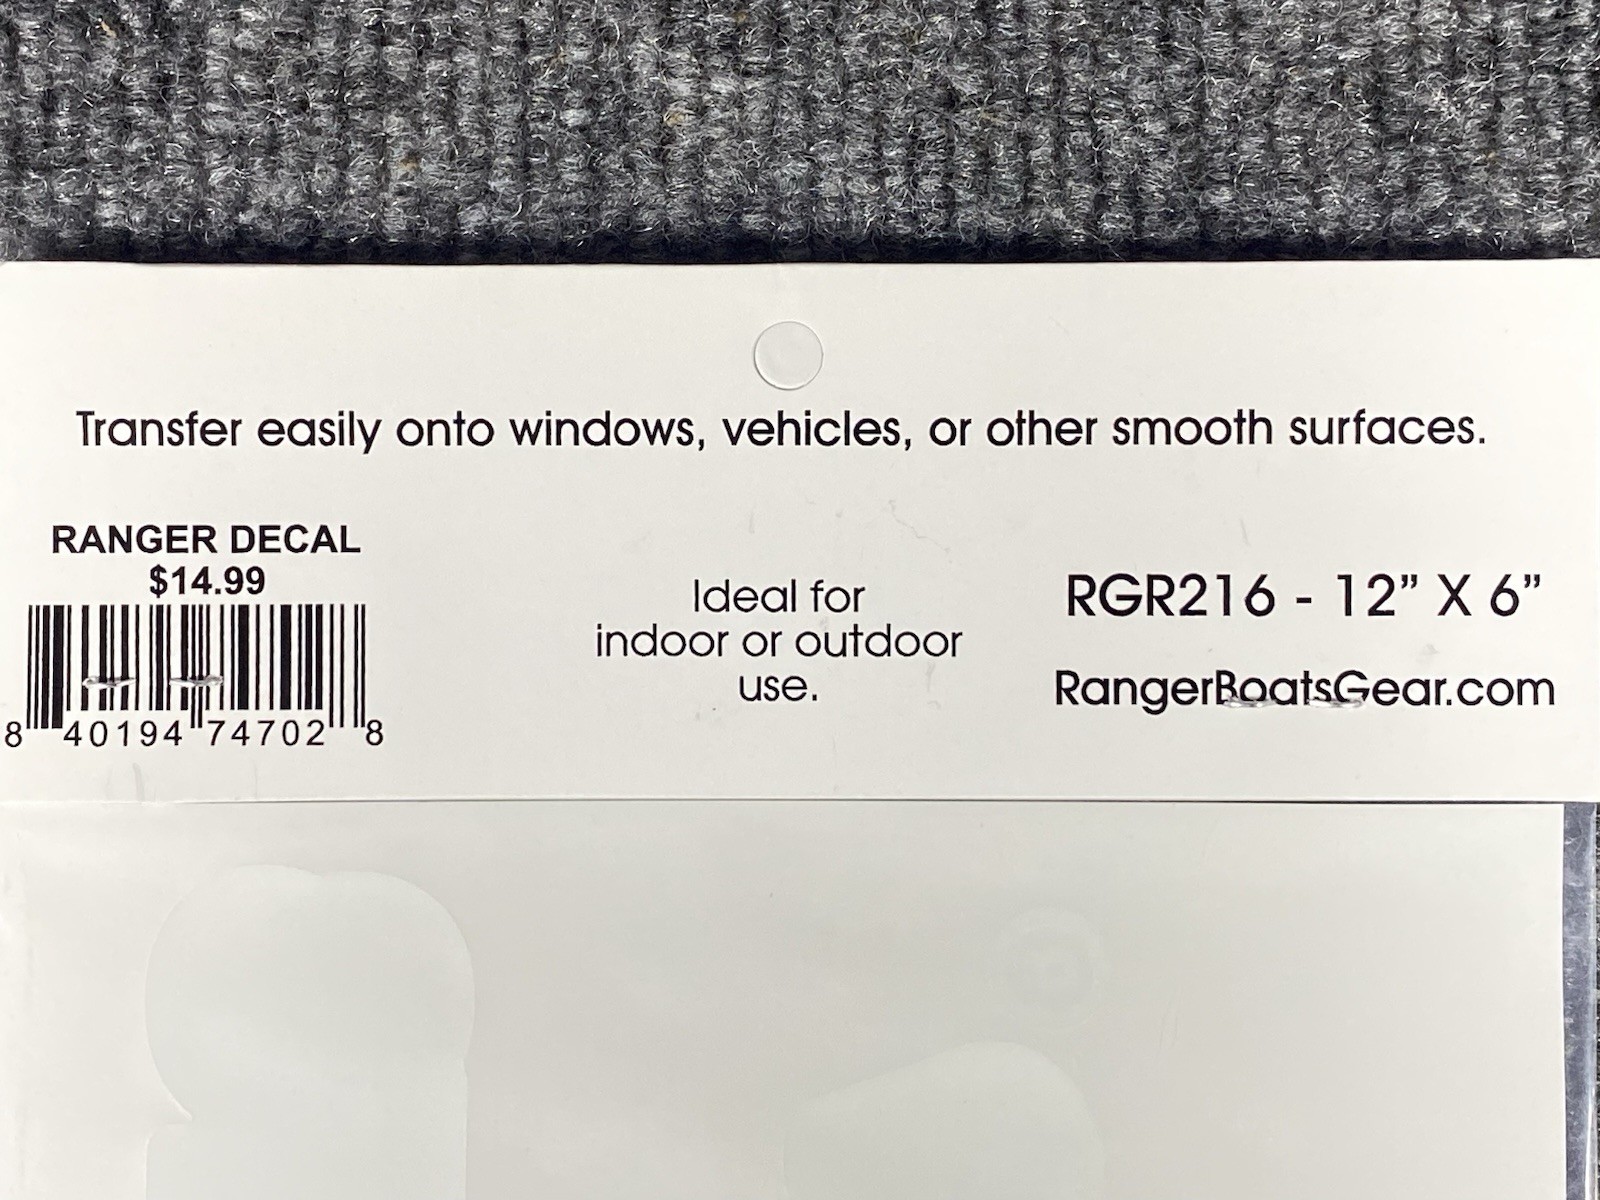 Transfer easily onto windows, vehicles, or other smooth surfaces.
RANGER DECAL
$14.99
8 40194 74702 8
Ideal for
indoor or outdoor
use.
RGR216 - 12” X 6”
RangerBoatsGear.com